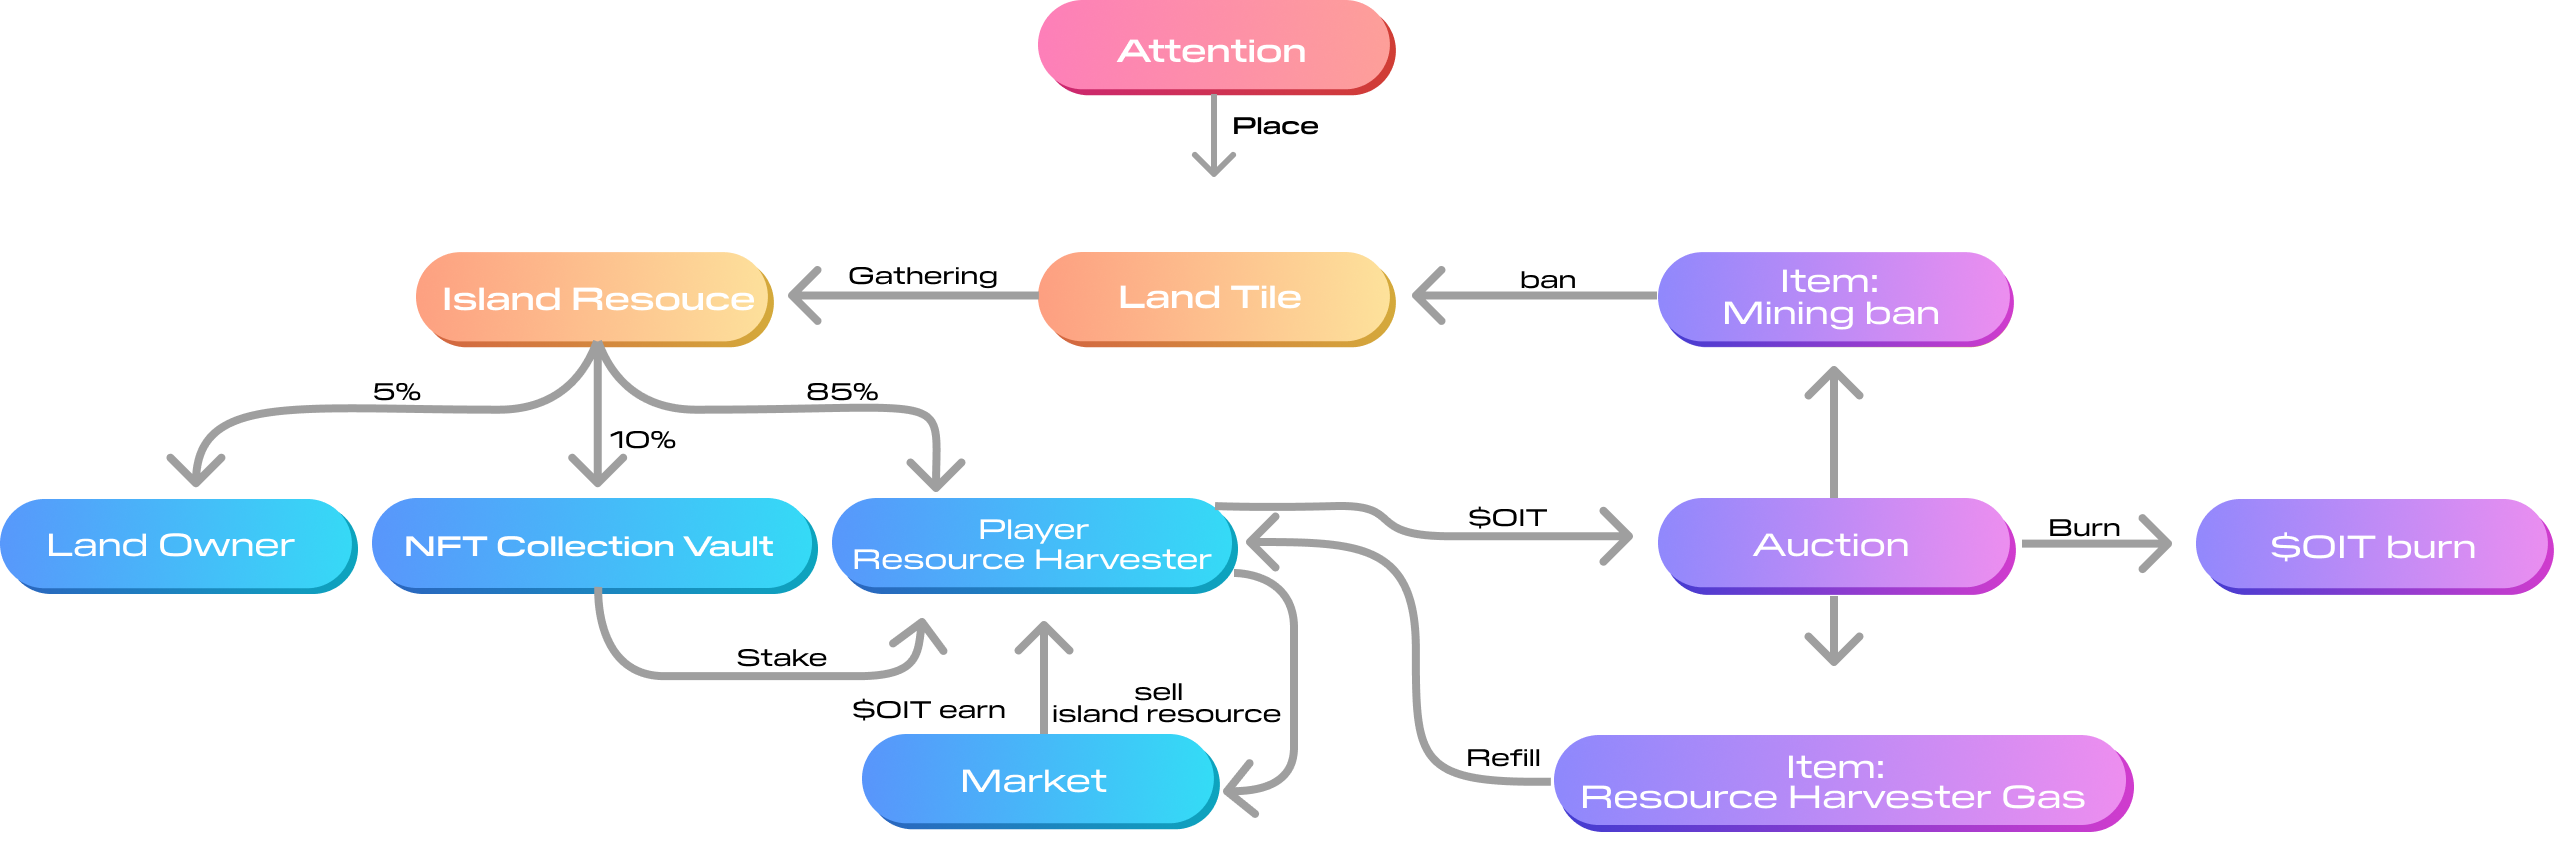 Attention
Place
Island Resouce
Gathering
Land Tile
ban
Item:
Mining ban
5%
85%
10%
Land Owner
NFT Collection Vault
Player
Resource Harvester
$OIT
Auction
Burn
$OIT burn
Stake
$OIT earn
sell
island resource
Market
Refill
Item:
Resource Harvester Gas